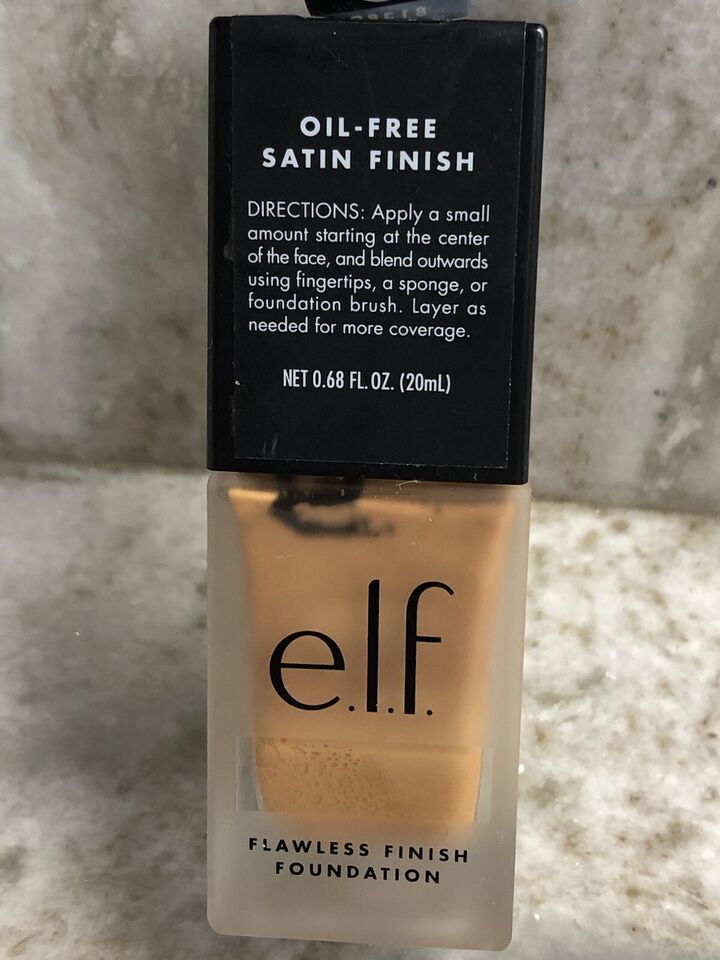 OIL-FREE
SATIN FINISH
DIRECTIONS: Apply a small
amount starting at the center
of the face, and blend outwards
using fingertips, a sponge, or
foundation brush. Layer as
needed for more coverage.
NET 0.68 FL. OZ. (20mL)
e.l.f.
FLAWLESS FINISH
FOUNDATION